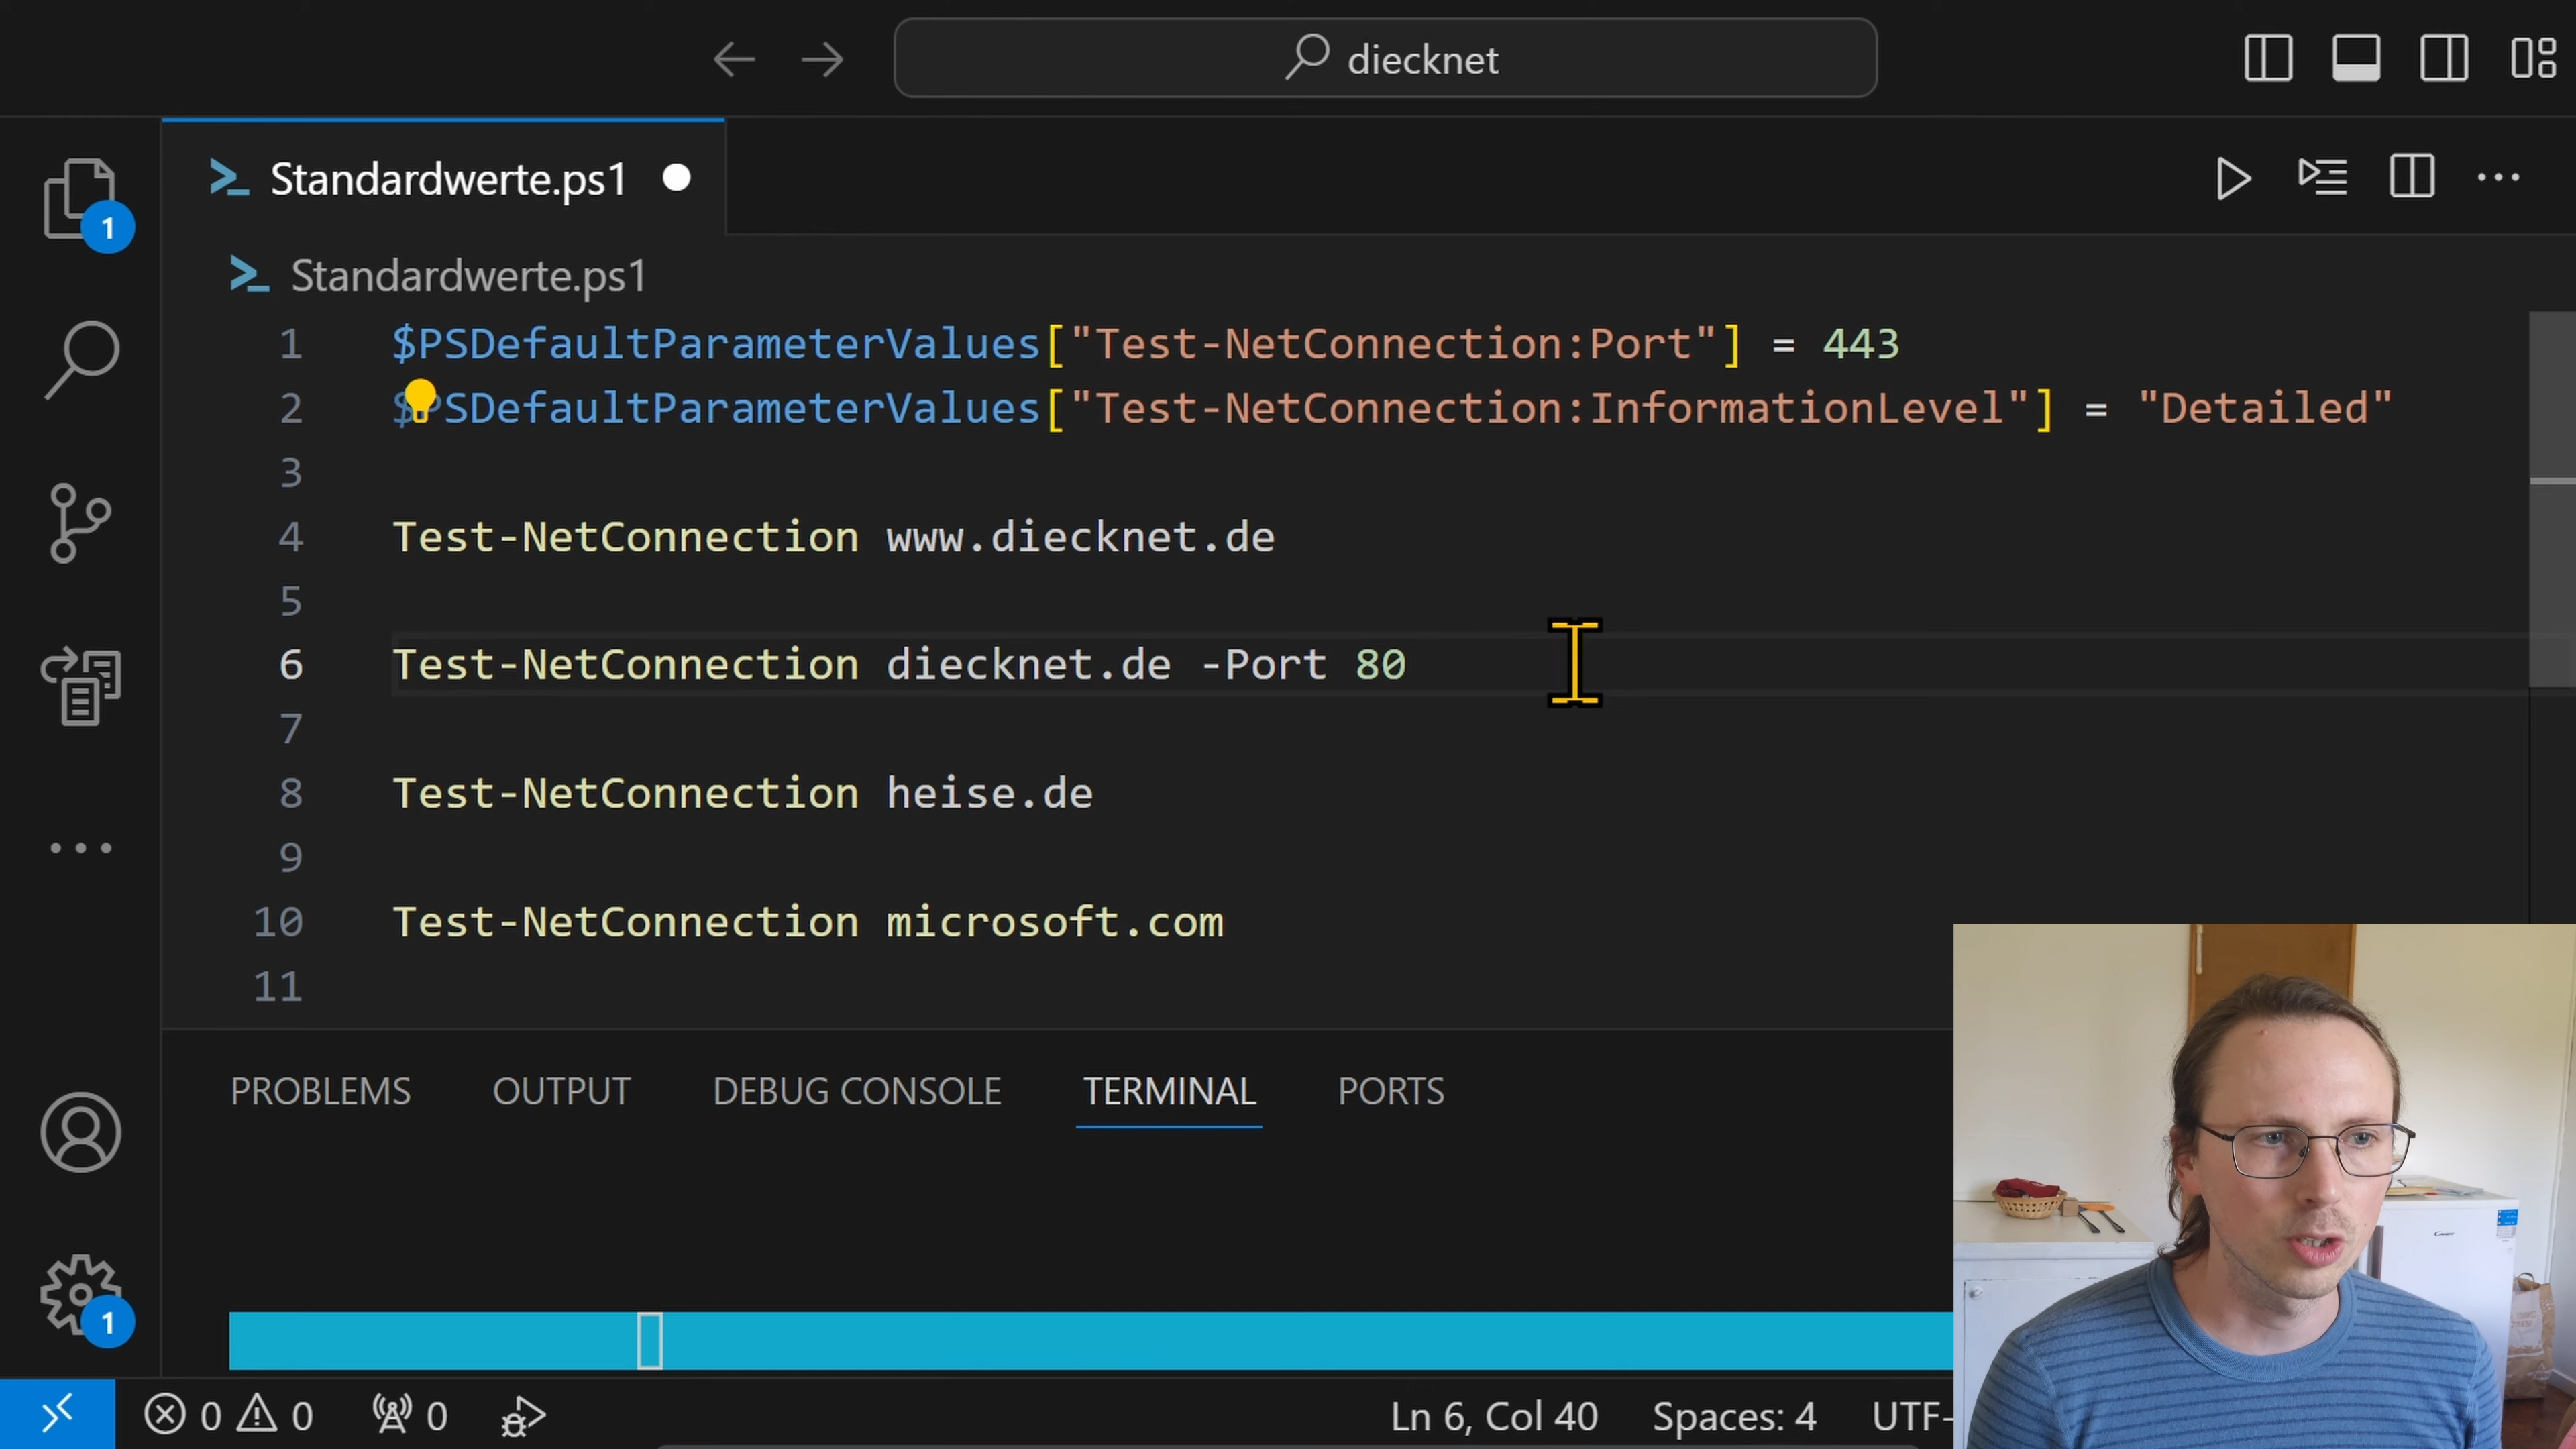 diecknet
Standardwerte.ps1
1
Standardwerte.ps1
1 $PSDefaultParameterValues["Test-NetConnection:Port"] = 443
2 $PSDefaultParameterValues["Test-NetConnection:InformationLevel"] = "Detailed"
3
4 Test-NetConnection www.diecknet.de
5
6 Test-NetConnection diecknet.de -Port 80
7
8 Test-NetConnection heise.de
9
10 Test-NetConnection microsoft.com
11
PROBLEMS OUTPUT DEBUG CONSOLE TERMINAL PORTS
1
0 0 0 Ln 6, Col 40 Spaces: 4 UTF-
Candy